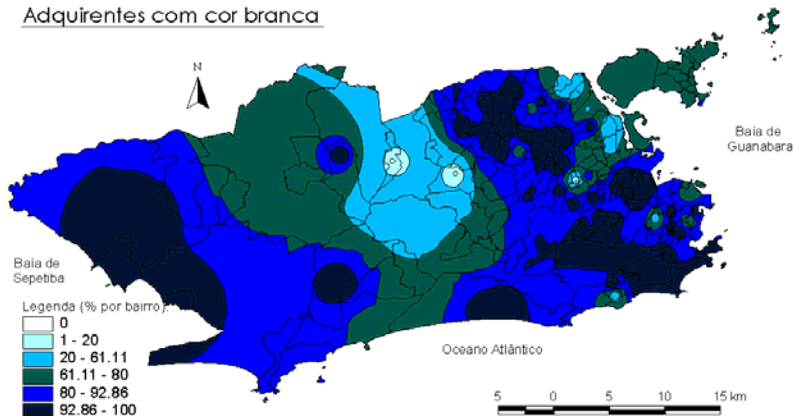 Adquirentes com cor branca
N
Baía de
Guanabara
Baía de
Sepetiba
Legenda (% por bairro)
0
1 - 20
20 - 61.11
61.11 - 80
80 - 92.86
92.86 - 100
Oceano Atlântico
5 0 5 10 15 km